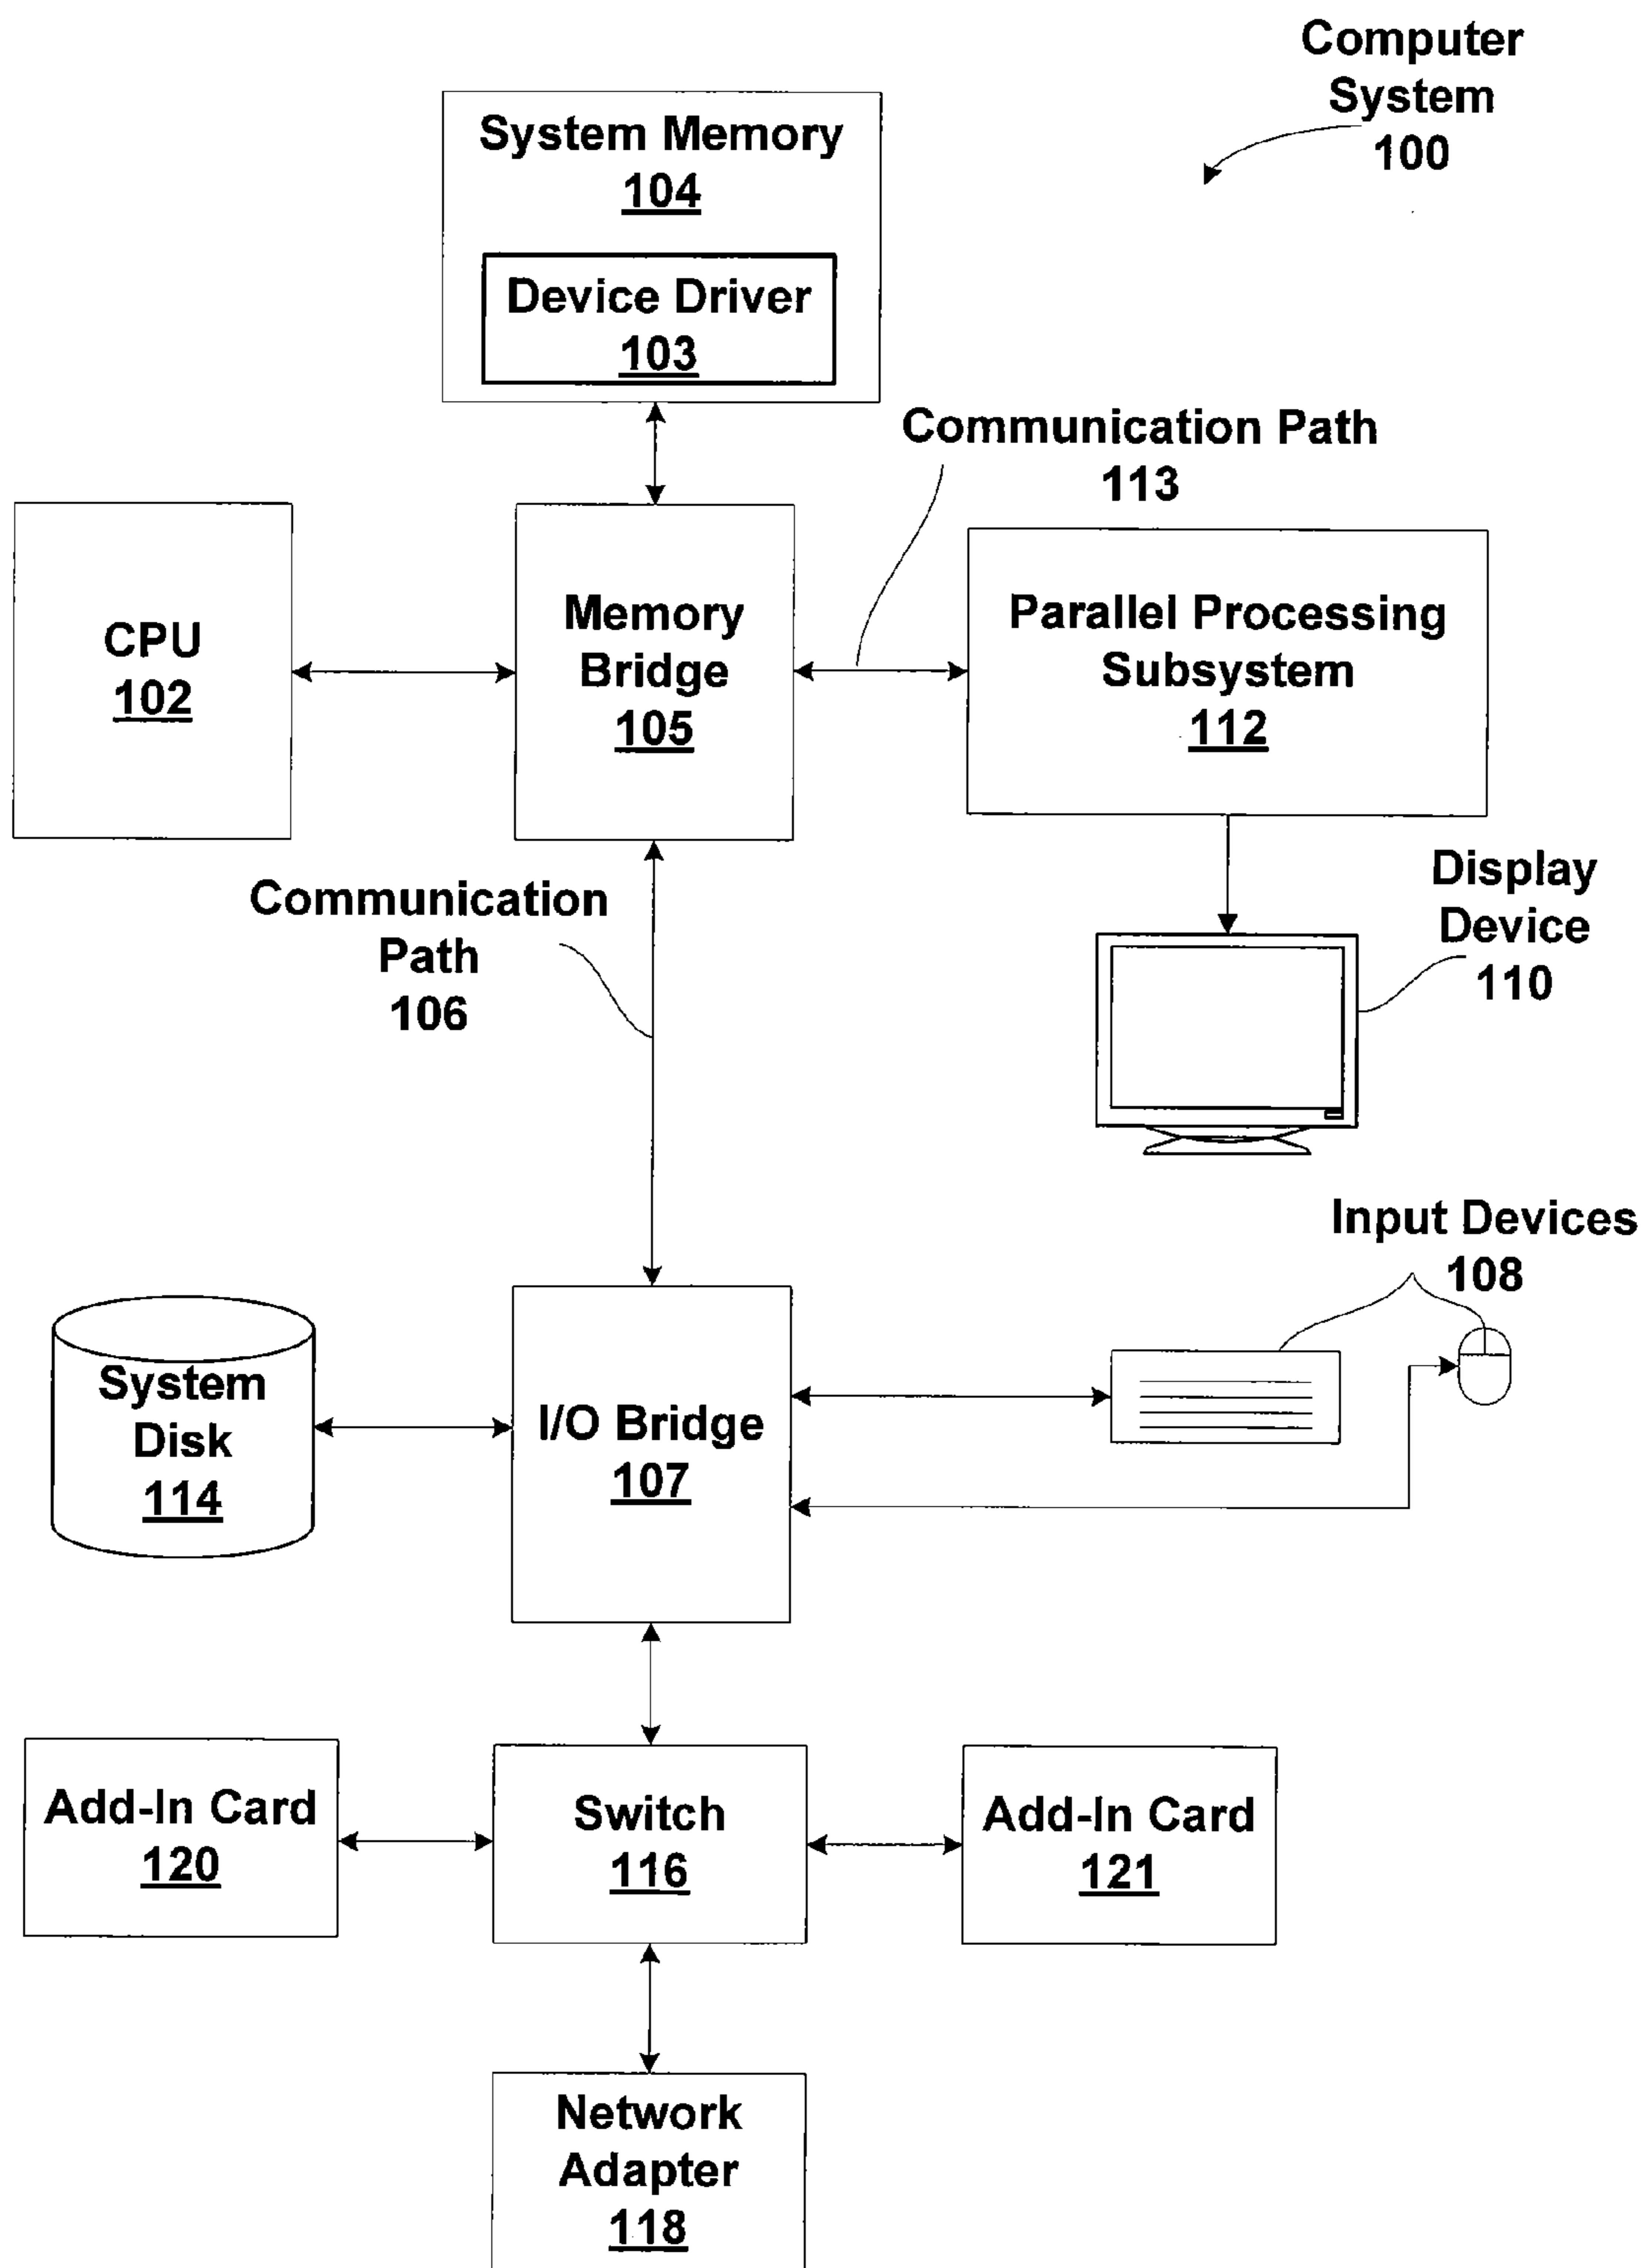 Computer
System
100
System Memory
104
Device Driver
103
Communication Path
113
CPU
102
Memory
Bridge
105
Parallel Processing
Subsystem
112
Communication
Path
106
Display
Device
110
Input Devices
108
System
Disk
114
I/O Bridge
107
Add-In Card
120
Switch
116
Add-In Card
121
Network
Adapter
118